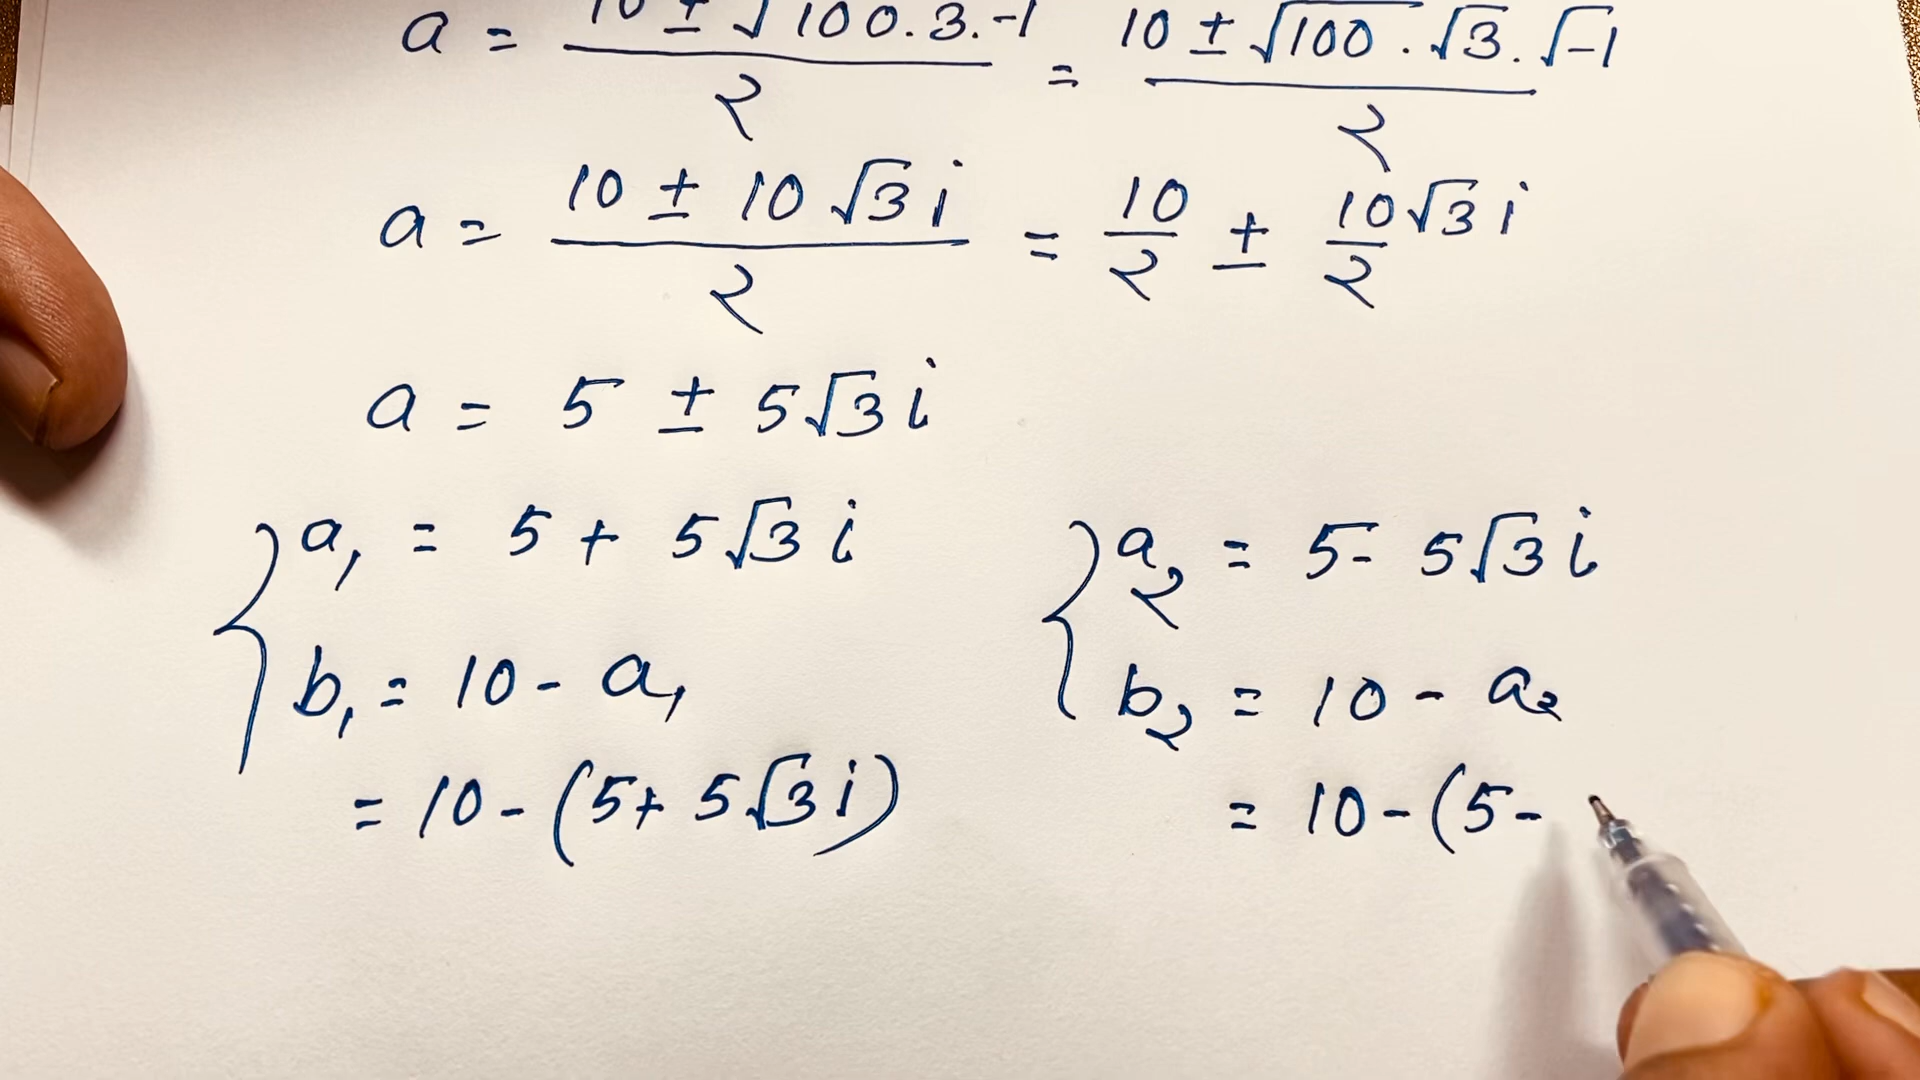 a = 10 ± √100.3.-1 / 2 = 10 ± √100 . √3 . √-1 / 2
a = 10 ± 10√3 i / 2 = 10/2 ± 10/2 √3 i
a = 5 ± 5√3 i
a₁ = 5 + 5√3 i
b₁ = 10 - a₁
= 10 - (5 + 5√3 i)
a₂ = 5 - 5√3 i
b₂ = 10 - a₂
= 10 - (5 -